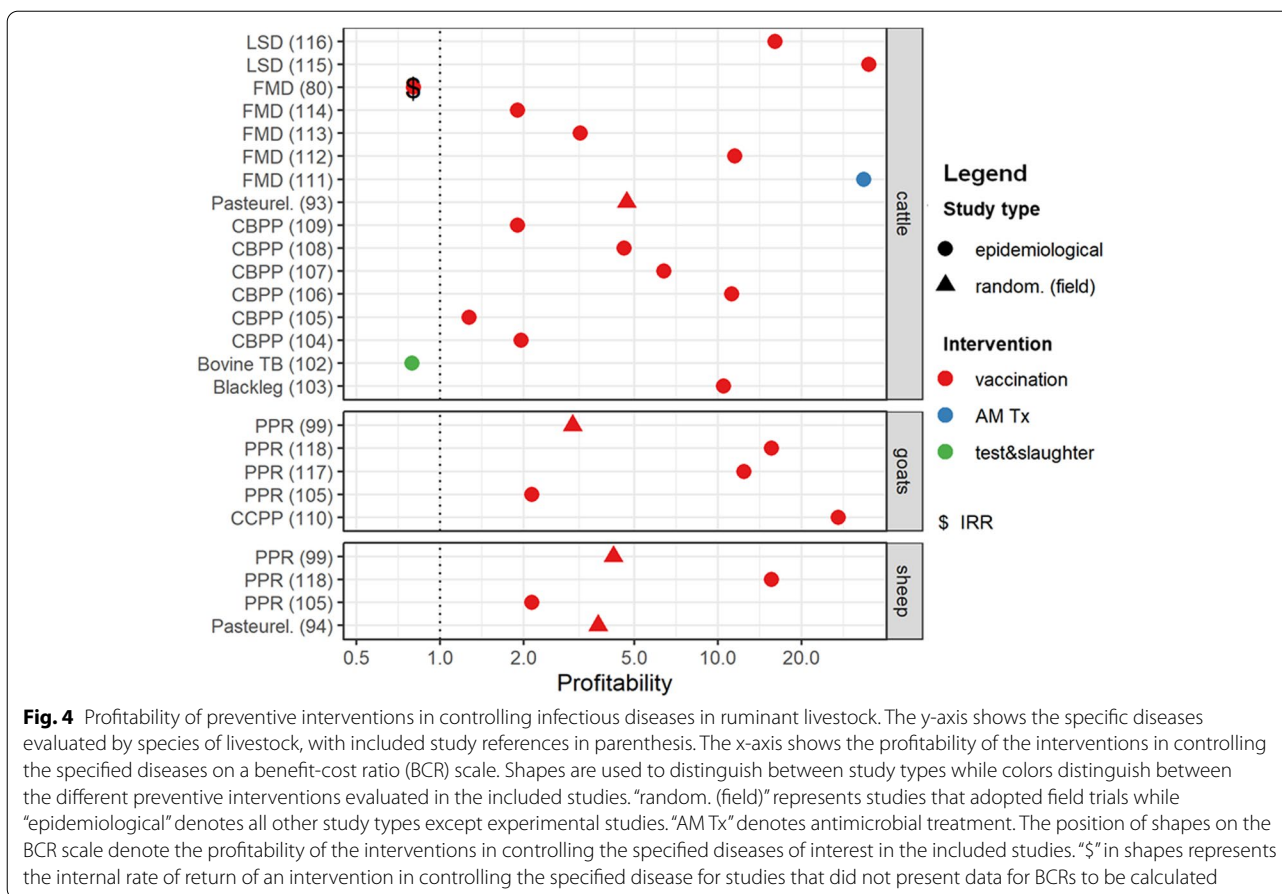 LSD (116)
LSD (115)
FMD (80)
$
FMD (114)
FMD (113)
FMD (112)
FMD (111)
Pasteurel. (93)
CBPP (109)
CBPP (108)
CBPP (107)
CBPP (106)
CBPP (105)
CBPP (104)
Bovine TB (102)
Blackleg (103)
cattle
PPR (99)
PPR (118)
PPR (117)
PPR (105)
CCPP (110)
goats
PPR (99)
PPR (118)
PPR (105)
Pasteurel. (94)
sheep
0.5 1.0 2.0 5.0 10.0 20.0
Profitability
Legend
Study type
epidemiological
random. (field)
Intervention
vaccination
AM Tx
test&slaughter
$ IRR
Fig. 4 Profitability of preventive interventions in controlling infectious diseases in ruminant livestock. The y-axis shows the specific diseases
evaluated by species of livestock, with included study references in parenthesis. The x-axis shows the profitability of the interventions in controlling
the specified diseases on a benefit-cost ratio (BCR) scale. Shapes are used to distinguish between study types while colors distinguish between
the different preventive interventions evaluated in the included studies. “random. (field)” represents studies that adopted field trials while
“epidemiological” denotes all other study types except experimental studies. “AM Tx” denotes antimicrobial treatment. The position of shapes on the
BCR scale denote the profitability of the interventions in controlling the specified diseases of interest in the included studies. “$” in shapes represents
the internal rate of return of an intervention in controlling the specified disease for studies that did not present data for BCRs to be calculated